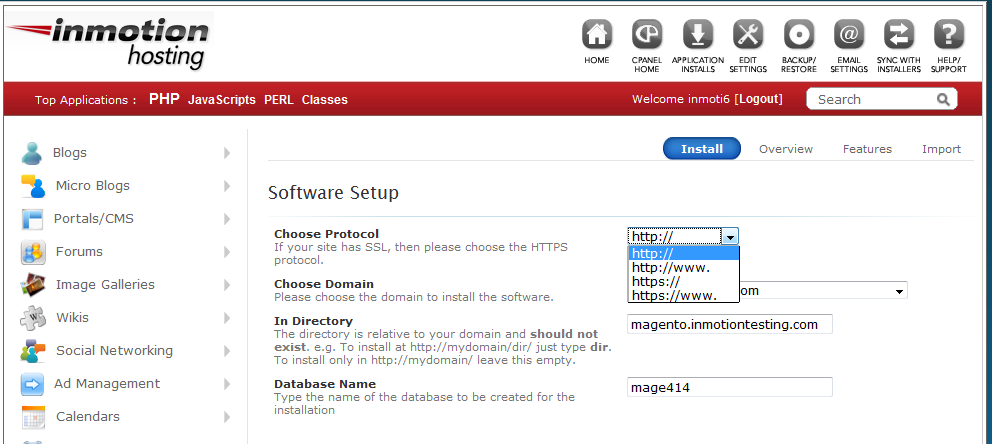 inmotion
hosting
HOME
CPANEL
HOME
APPLICATION
INSTALLS
EDIT
SETTINGS
BACKUP/
RESTORE
EMAIL
SETTINGS
SYNC WITH
INSTALLERS
HELP/
SUPPORT
Top Applications : PHP JavaScripts PERL Classes
Welcome inmoti6 [Logout]
Search
Blogs
Micro Blogs
Portals/CMS
Forums
Image Galleries
Wikis
Social Networking
Ad Management
Calendars
Install Overview Features Import
Software Setup
Choose Protocol
If your site has SSL, then please choose the HTTPS
protocol.
http://
http://
http://www.
https://
https://www.
Choose Domain
Please choose the domain to install the software.
om
In Directory
The directory is relative to your domain and should not
exist. e.g. To install at http://mydomain/dir/ just type dir.
To install only in http://mydomain/ leave this empty.
magento.inmotiontesting.com
Database Name
Type the name of the database to be created for the
installation
mage414